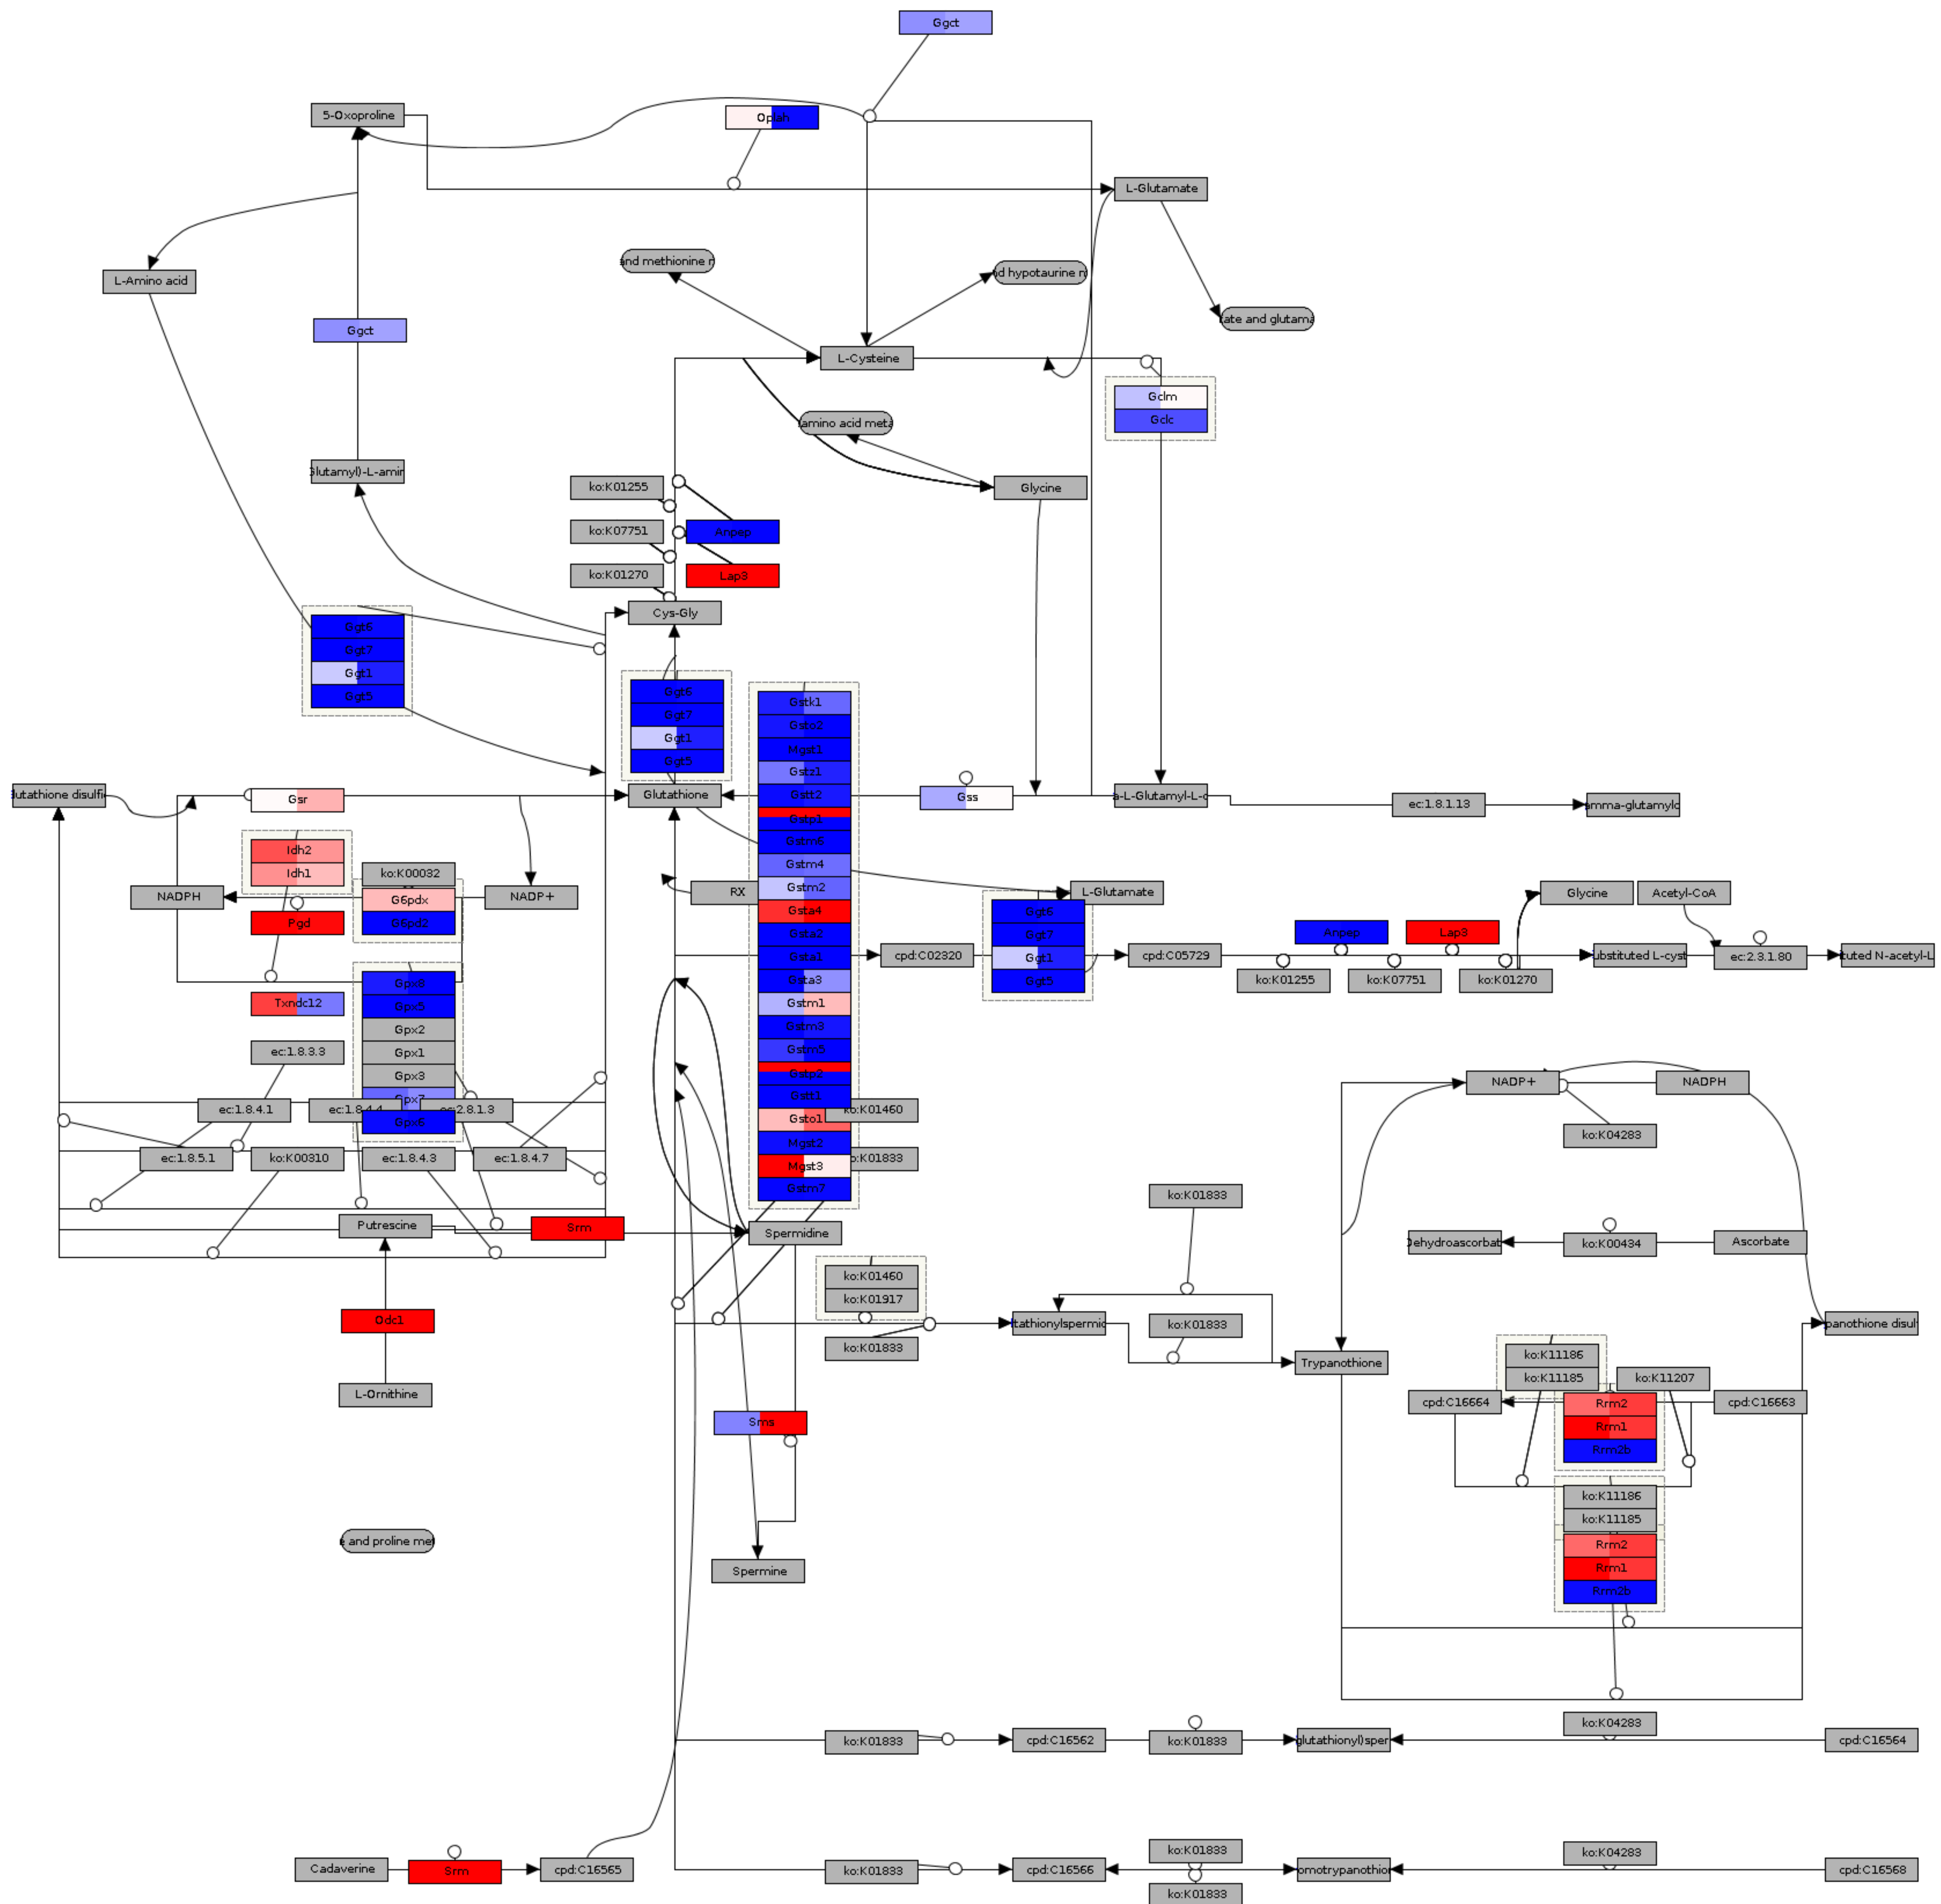 Ggct
5-Oxoproline
Oplah
L-Glutamate
and methionine m
nd hypotaurine m
L-Amino acid
ate and glutama
Ggct
L-Cysteine
Gclm
Gclc
amino acid meta
Glutamyl)-L-amin
ko:K01255
Glycine
ko:K07751
Anpep
ko:K01270
Lap3
Cys-Gly
Ggt6
Ggt7
Ggt1
Ggt5
Ggt6
Ggt7
Ggt1
Ggt5
Gstk1
Gsto2
Mgst1
Gstz1
Gstt2
Gstp1
Gstm6
Gstm4
Gstm2
Gsta4
Gsta2
Gsta1
Gsta3
Gstm1
Gstm3
Gstm5
Gstp2
Gstt1
Gsto1
Mgst2
Mgst3
Gstm7
lutathione disulfi
Gsr
Glutathione
Gss
a-L-Glutamyl-L-c
ec:1.8.1.13
amma-glutamylc
Idh2
Idh1
ko:K00032
NADPH
G6pdx
G6pd2
NADP+
Pgd
RX
L-Glutamate
Glycine
Acetyl-CoA
Ggt6
Ggt7
Ggt1
Ggt5
Anpep
Lap3
cpd:C02320
cpd:C05729
ubstituted L-cyst
ec:2.3.1.80
tuted N-acetyl-L
ko:K01255
ko:K07751
ko:K01270
Txndc12
Gpx8
Gpx5
Gpx2
Gpx1
Gpx3
Gpx7
Gpx6
ec:1.8.3.3
ec:1.8.4.1
ec:1.8.4.4
ec:2.8.1.3
ko:K01460
ec:1.8.5.1
ko:K00310
ec:1.8.4.3
ec:1.8.4.7
ko:K01833
NADP+
NADPH
ko:K04283
ko:K01833
Putrescine
Srm
Spermidine
Dehydroascorbat
ko:K00434
Ascorbate
ko:K01460
ko:K01917
Odc1
tathionylspermid
ko:K01833
panothione disulf
ko:K01833
Trypanothione
ko:K11186
ko:K11185
ko:K11207
L-Ornithine
cpd:C16664
Rrm2
Rrm1
Rrm2b
cpd:C16663
Sms
ko:K11186
ko:K11185
Rrm2
Rrm1
Rrm2b
e and proline met
Spermine
ko:K01833
cpd:C16562
ko:K01833
glutathionyl)sper
ko:K04283
cpd:C16564
Cadaverine
Srm
cpd:C16565
ko:K01833
cpd:C16566
ko:K01833
ko:K01833
omotrypanothion
ko:K04283
cpd:C16568